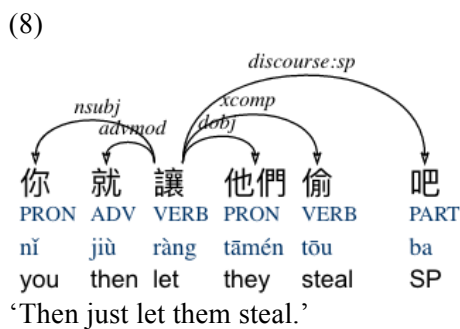 (8)
discourse:sp
xcomp
nsubj
advmod
dobj
你 就 讓 他們 偷 吧
PRON ADV VERB PRON VERB PART
nǐ jiù ràng tāmén tōu ba
you then let they steal SP
‘Then just let them steal.’